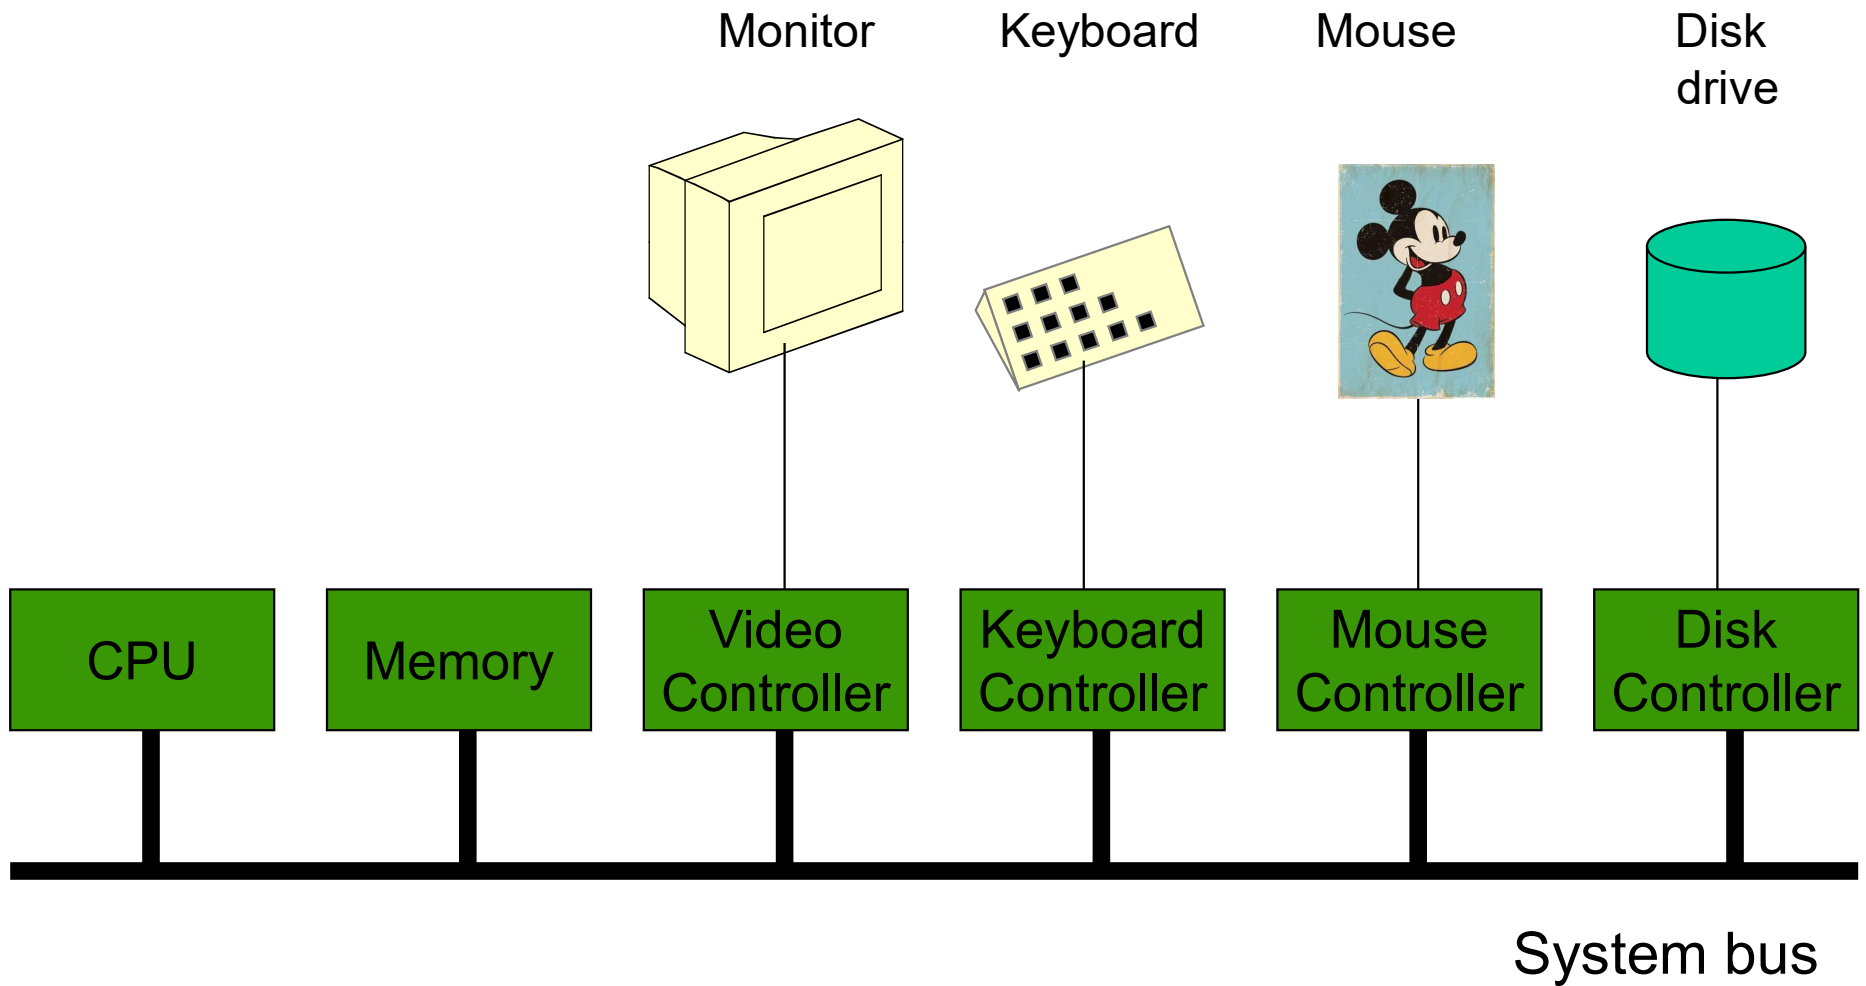 Monitor
Keyboard
Mouse
Disk
drive
CPU
Memory
Video
Controller
Keyboard
Controller
Mouse
Controller
Disk
Controller
System bus